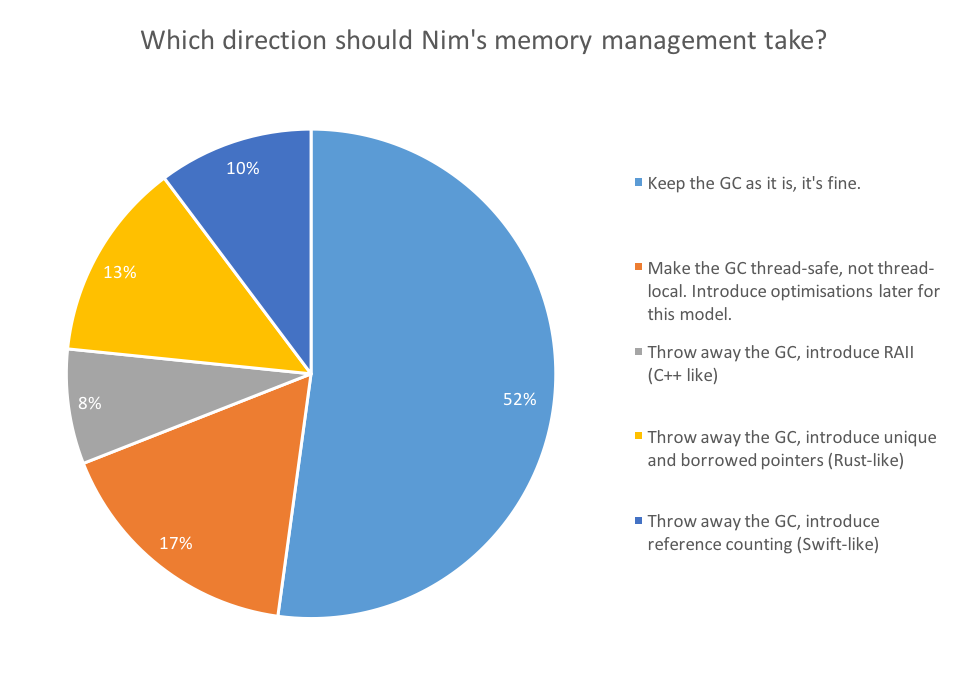 Which direction should Nim's memory management take?
10%
13%
8%
17%
52%
Keep the GC as it is, it's fine.
Make the GC thread-safe, not thread-
local. Introduce optimisations later for
this model.
Throw away the GC, introduce RAII
(C++ like)
Throw away the GC, introduce unique
and borrowed pointers (Rust-like)
Throw away the GC, introduce
reference counting (Swift-like)